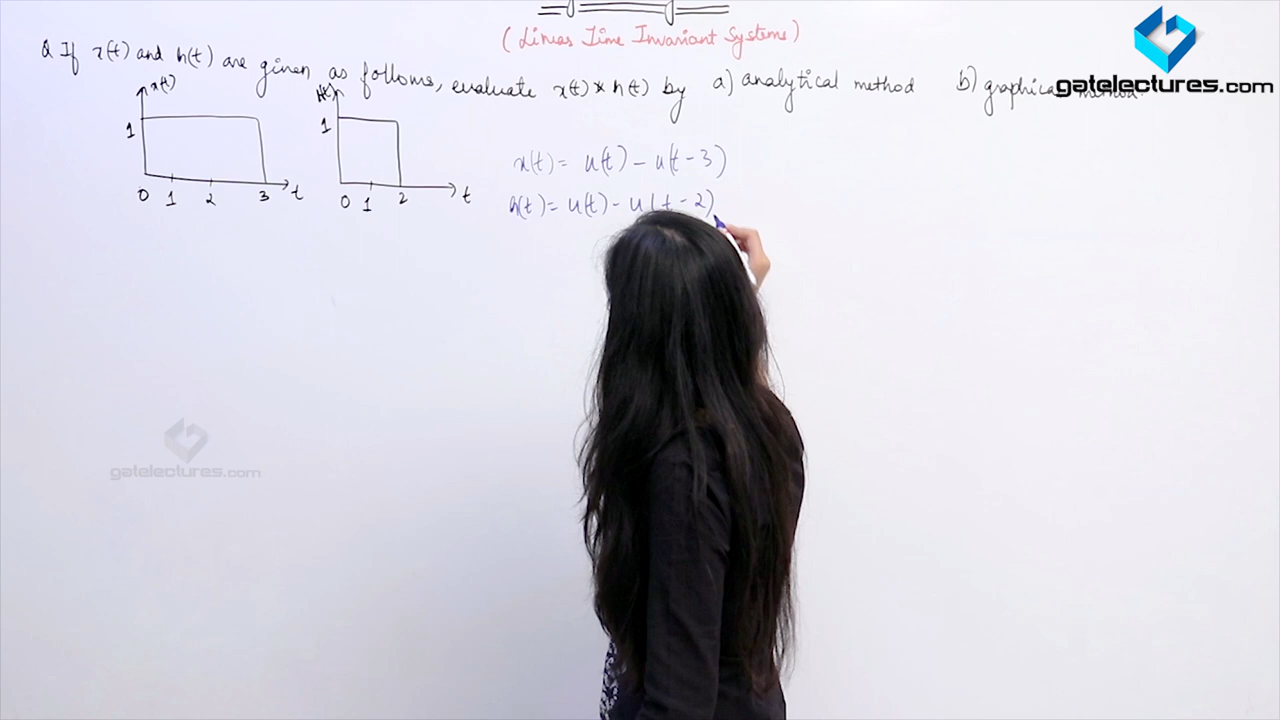 (Linear Time Invariant Systems)
Q If x(t) and h(t) are given as follows, evaluate x(t) * h(t) by a) analytical method b) graphical method.
gatelectures.com
x(t)
1
0 1 2 3 t
h(t)
1
0 1 2 t
x(t) = u(t) - u(t-3)
h(t) = u(t) - u(t-2)
gatelectures.com